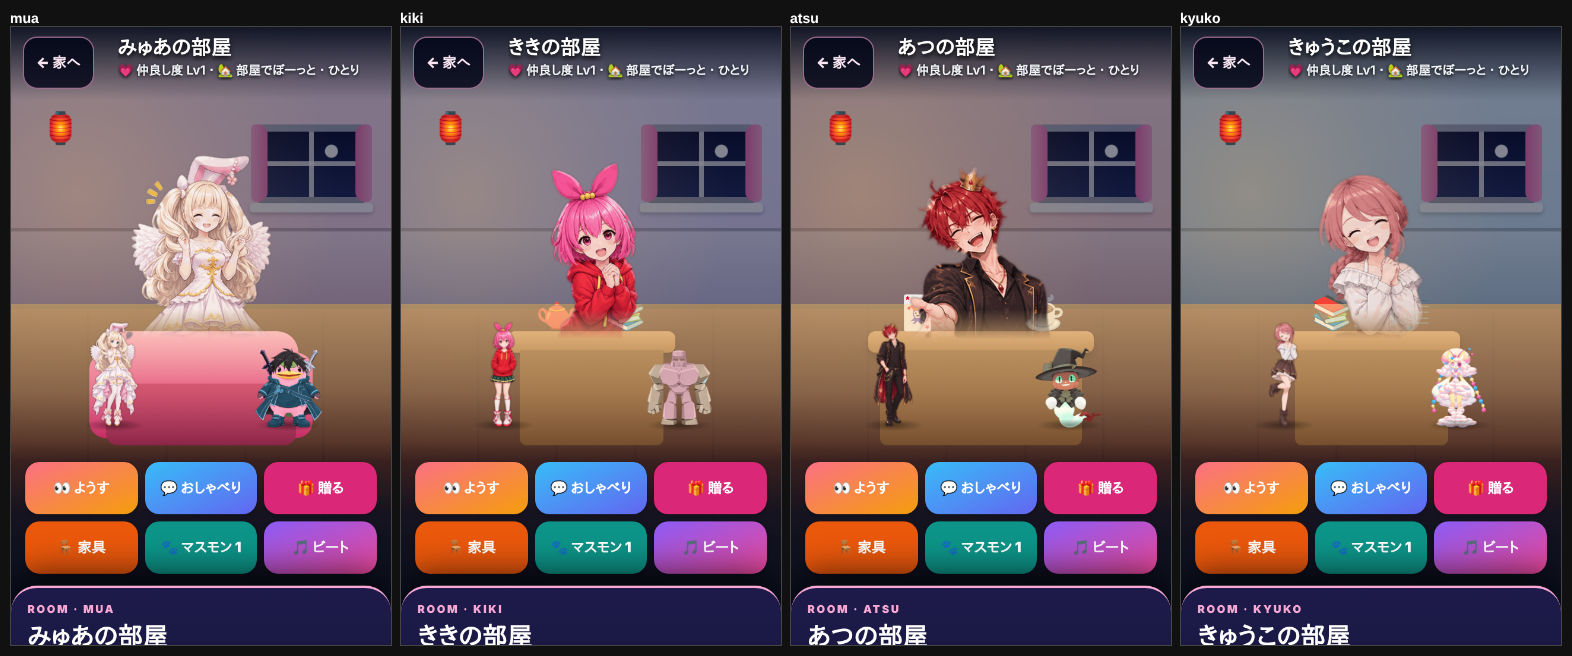 mua
← 家へ
みゅあの部屋
💗 仲良し度 Lv1・🏡 部屋でぼーっと・ひとり
👀 ようす
💬 おしゃべり
🎁 贈る
🪑 家具
🐾 マスモン 1
🎵 ビート
ROOM · MUA
みゅあの部屋
kiki
← 家へ
ききの部屋
💗 仲良し度 Lv1・🏡 部屋でぼーっと・ひとり
👀 ようす
💬 おしゃべり
🎁 贈る
🪑 家具
🐾 マスモン 1
🎵 ビート
ROOM · KIKI
ききの部屋
atsu
← 家へ
あつの部屋
💗 仲良し度 Lv1・🏡 部屋でぼーっと・ひとり
👀 ようす
💬 おしゃべり
🎁 贈る
🪑 家具
🐾 マスモン 1
🎵 ビート
ROOM · ATSU
あつの部屋
kyuko
← 家へ
きゅうこの部屋
💗 仲良し度 Lv1・🏡 部屋でぼーっと・ひとり
👀 ようす
💬 おしゃべり
🎁 贈る
🪑 家具
🐾 マスモン 1
🎵 ビート
ROOM · KYUKO
きゅうこの部屋